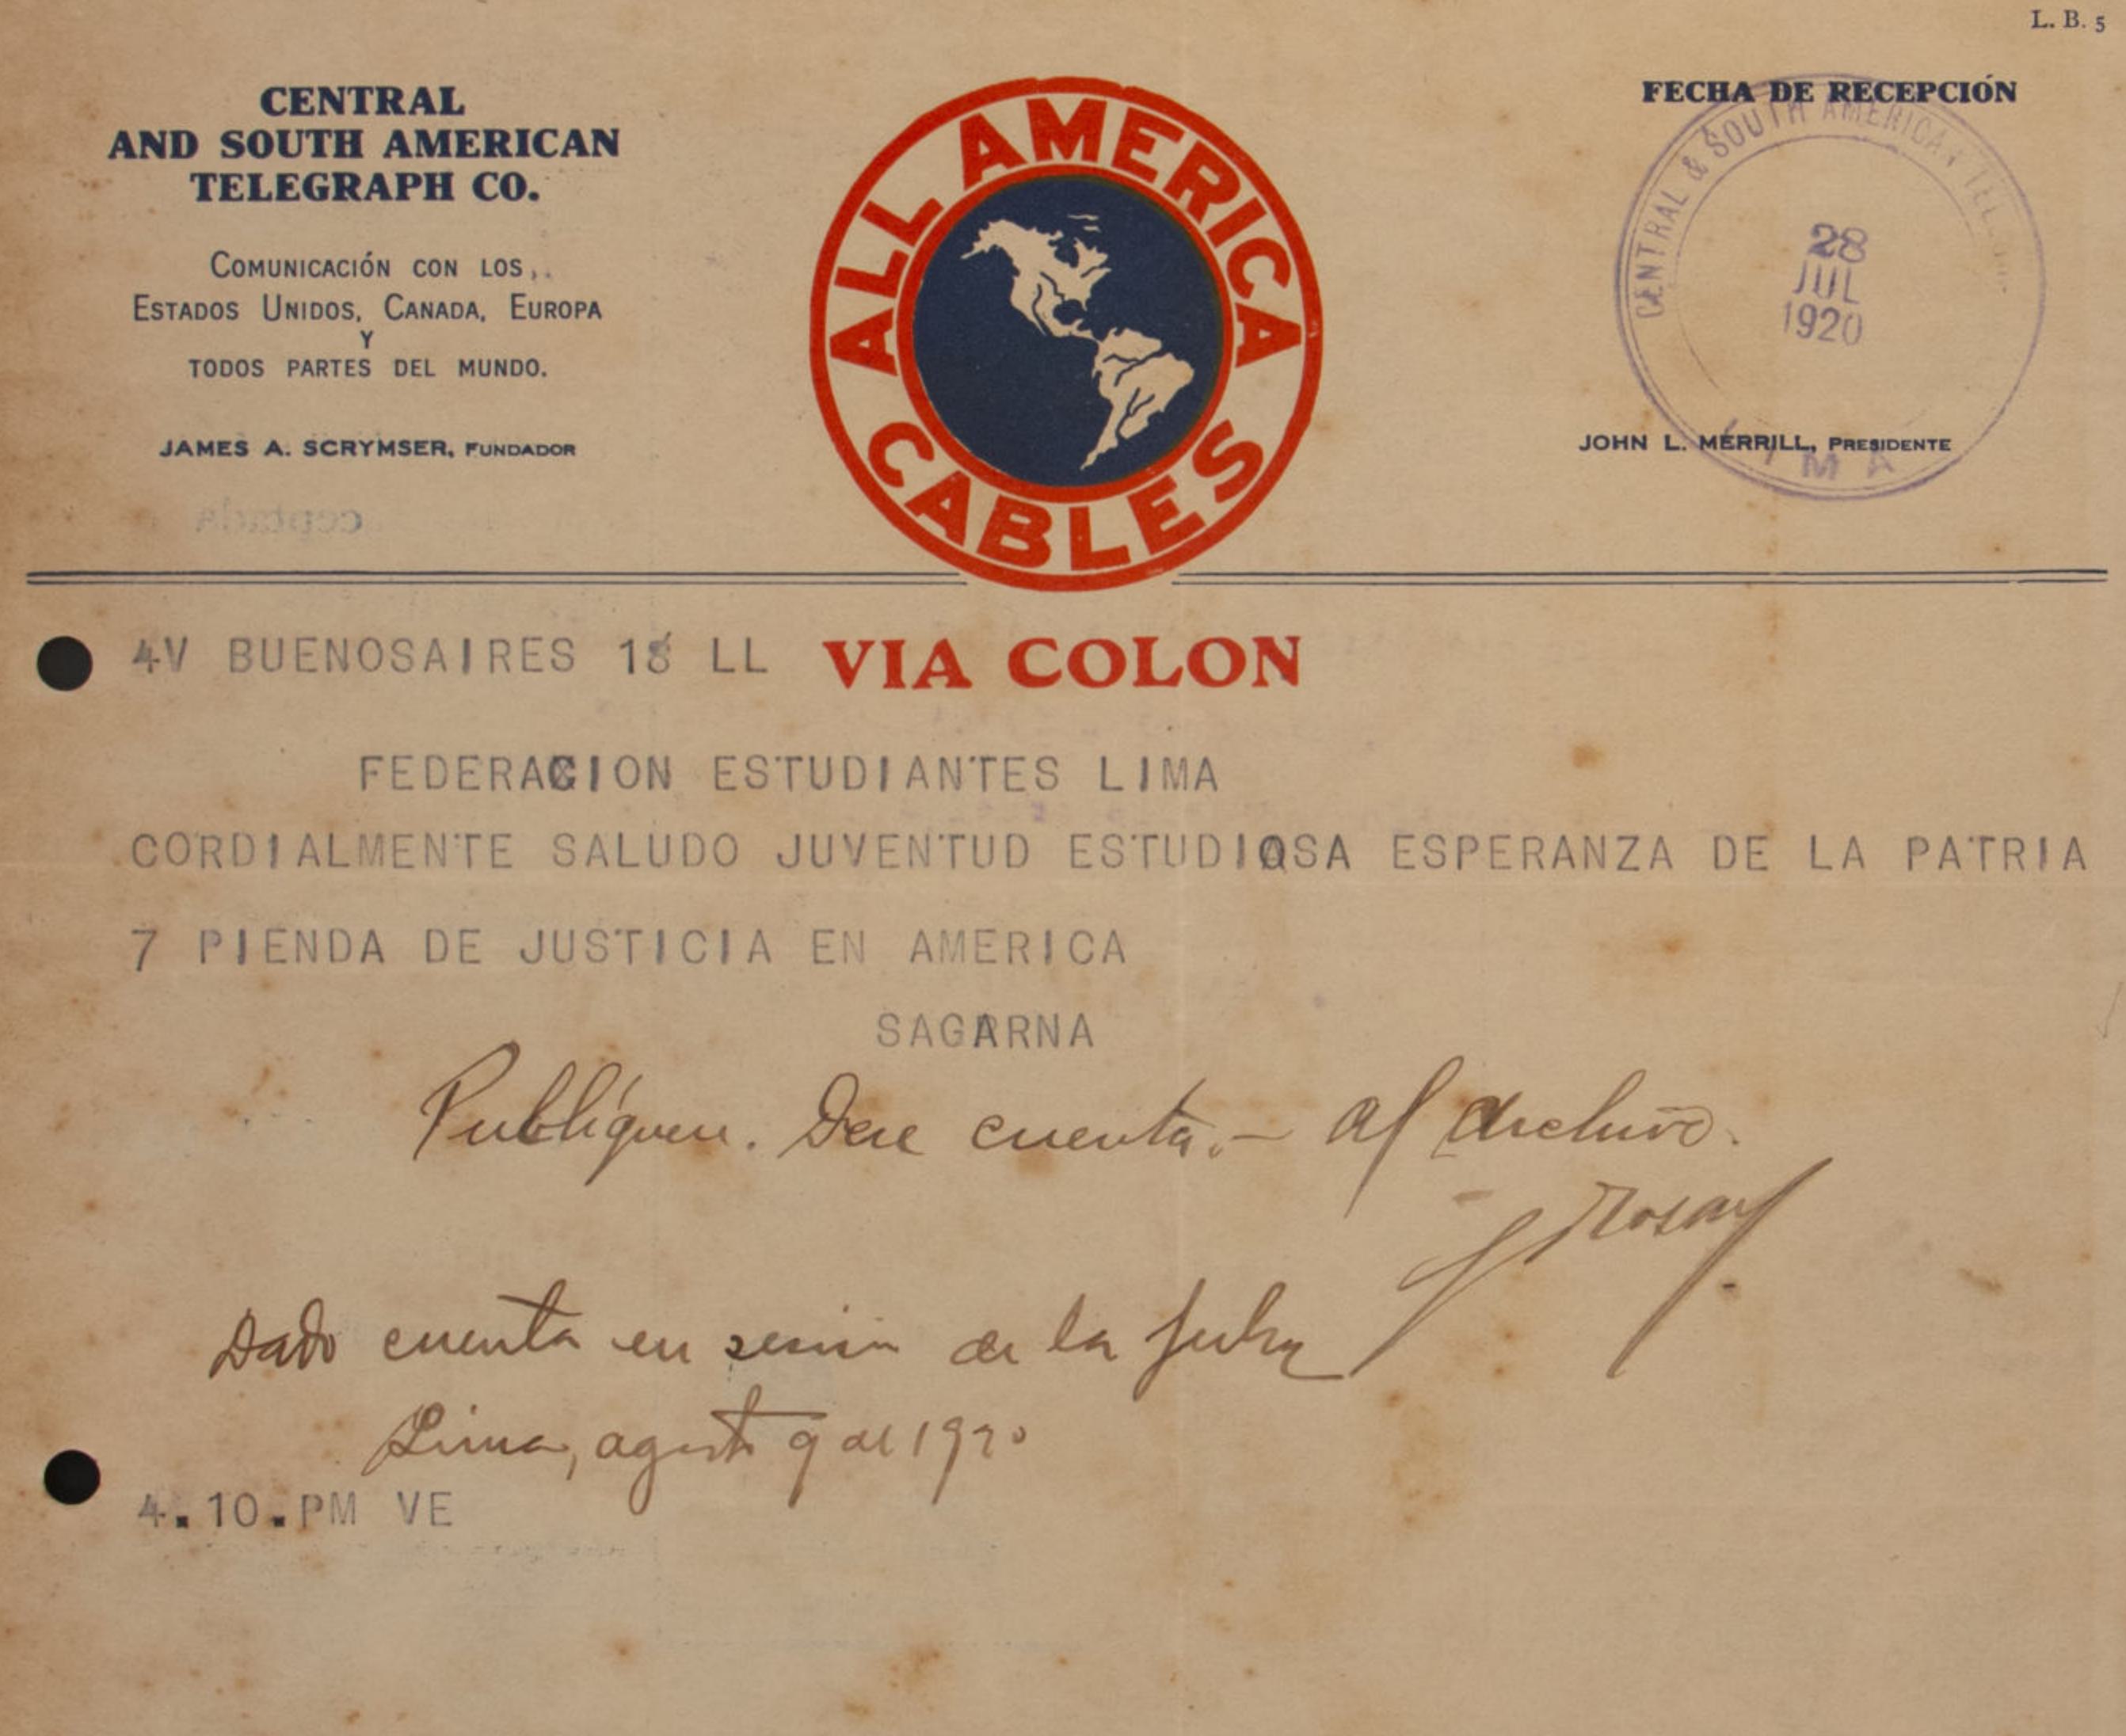 L. B. 5
CENTRAL
AND SOUTH AMERICAN
TELEGRAPH CO.
COMUNICACIÓN CON LOS
ESTADOS UNIDOS, CANADA, EUROPA
Y
TODOS PARTES DEL MUNDO.
JAMES A. SCRYMSER, FUNDADOR
ALL AMERICA
CABLES
FECHA DE RECEPCIÓN
CENTRAL & SOUTH AMERICAN TEL.
28
JUL
1920
LIMA
JOHN L. MERRILL, PRESIDENTE
4V BUENOSAIRES 18 LL VIA COLON
FEDERACION ESTUDIANTES LIMA
CORDIALMENTE SALUDO JUVENTUD ESTUDIOSA ESPERANZA DE LA PATRIA
7 PIENDA DE JUSTICIA EN AMERICA
SAGARNA
Publíquese. Dese cuenta.- Al archivo.
Dado cuenta en sesión de la fecha
Lima, agosto 9 de 1920
4.10.PM VE